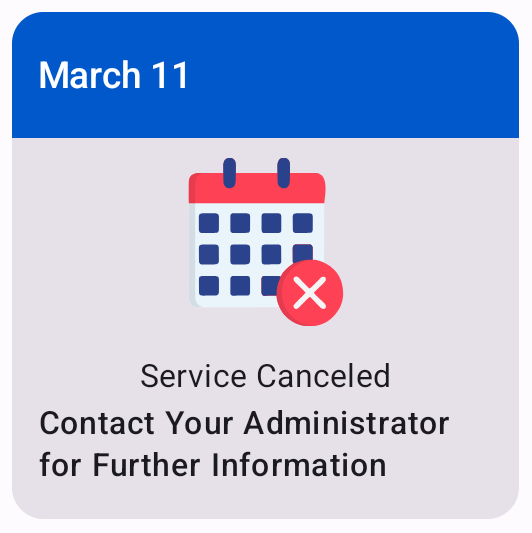 March 11
Service Canceled
Contact Your Administrator
for Further Information